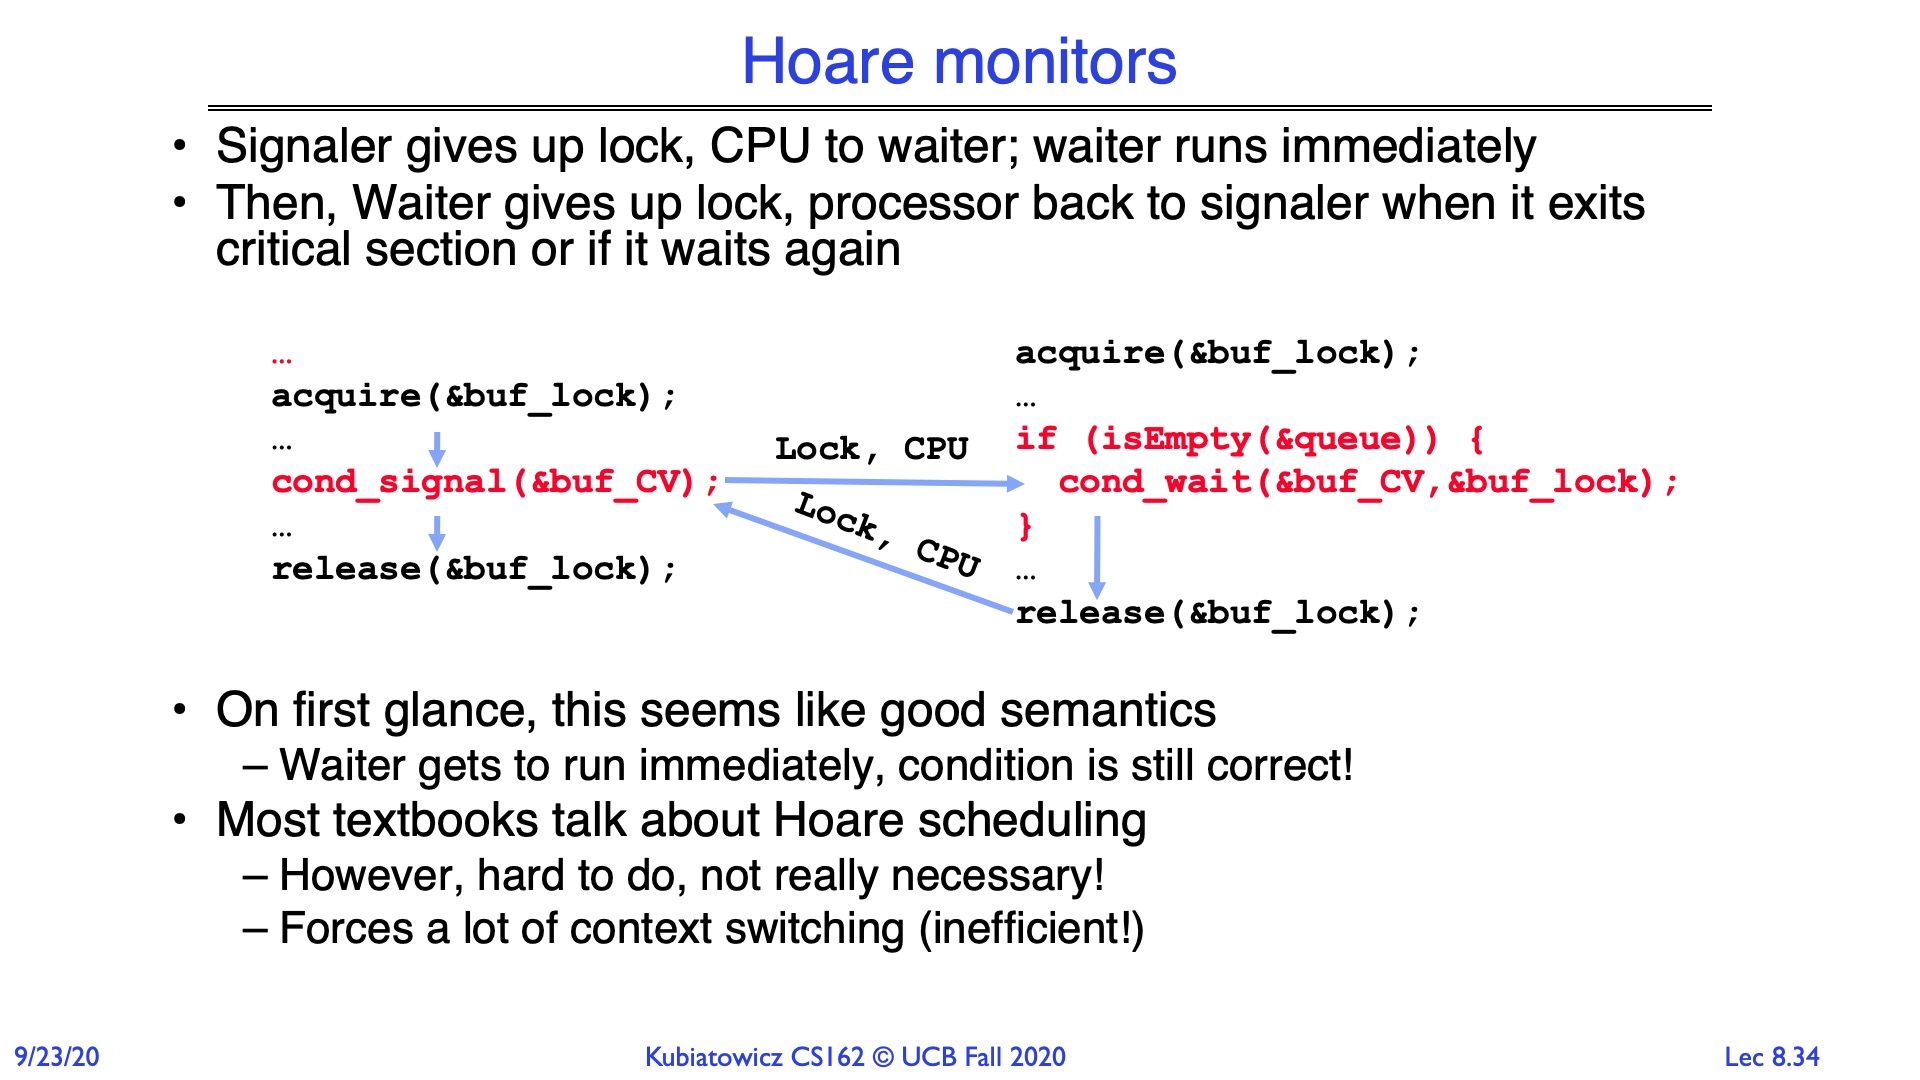 Hoare monitors
• Signaler gives up lock, CPU to waiter; waiter runs immediately
• Then, Waiter gives up lock, processor back to signaler when it exits
critical section or if it waits again
…
acquire(&buf_lock);
…
cond_signal(&buf_CV);
…
release(&buf_lock);
Lock, CPU
Lock, CPU
acquire(&buf_lock);
…
if (isEmpty(&queue)) {
cond_wait(&buf_CV,&buf_lock);
}
…
release(&buf_lock);
• On first glance, this seems like good semantics
– Waiter gets to run immediately, condition is still correct!
• Most textbooks talk about Hoare scheduling
– However, hard to do, not really necessary!
– Forces a lot of context switching (inefficient!)
9/23/20
Kubiatowicz CS162 © UCB Fall 2020
Lec 8.34